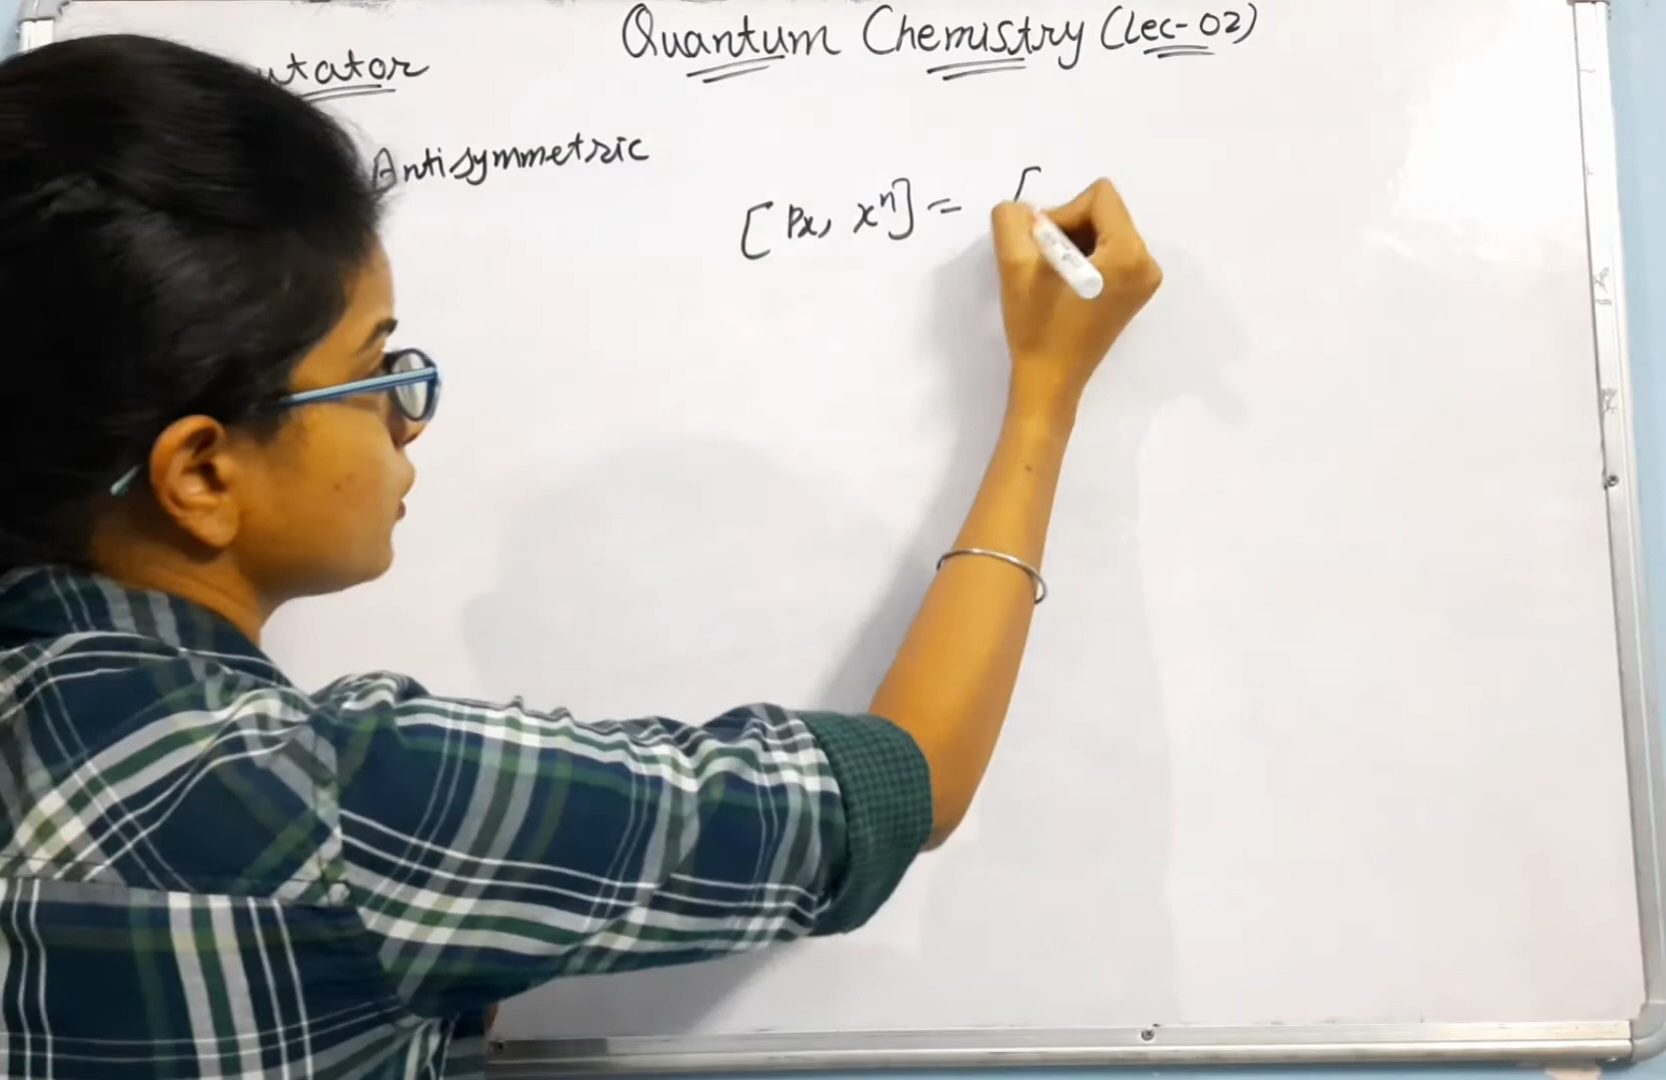 Quantum Chemistry (Lec-02)
utator
Antisymmetric
[Px, xⁿ] = [